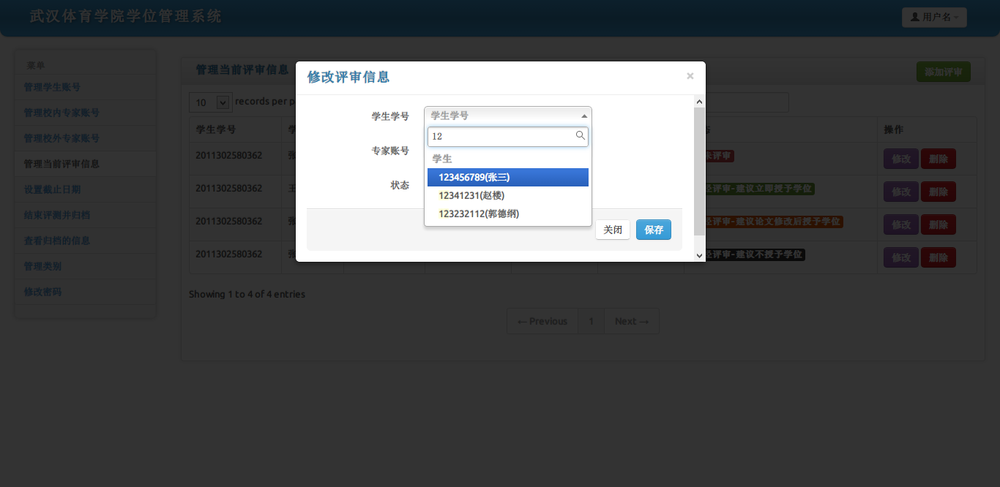 武汉体育学院学位管理系统
用户名
菜单
管理学生账号
管理校内专家账号
管理校外专家账号
管理当前评审信息
设置截止日期
结束评测并归档
查看归档的信息
管理类别
修改密码
管理当前评审信息
添加评审
10 records per p
学生学号 学 态 操作
2011302580362 张 未评审 修改 删除
2011302580362 王 经评审-建议立即授予学位 修改 删除
2011302580362 张 经评审-建议论文修改后授予学位 修改 删除
2011302580362 张 经评审-建议不授予学位 修改 删除
Showing 1 to 4 of 4 entries
← Previous 1 Next →
修改评审信息 ×
学生学号 学生学号
12
专家账号
学生
123456789(张三)
状态
12341231(赵楼)
123232112(郭德纲)
关闭 保存